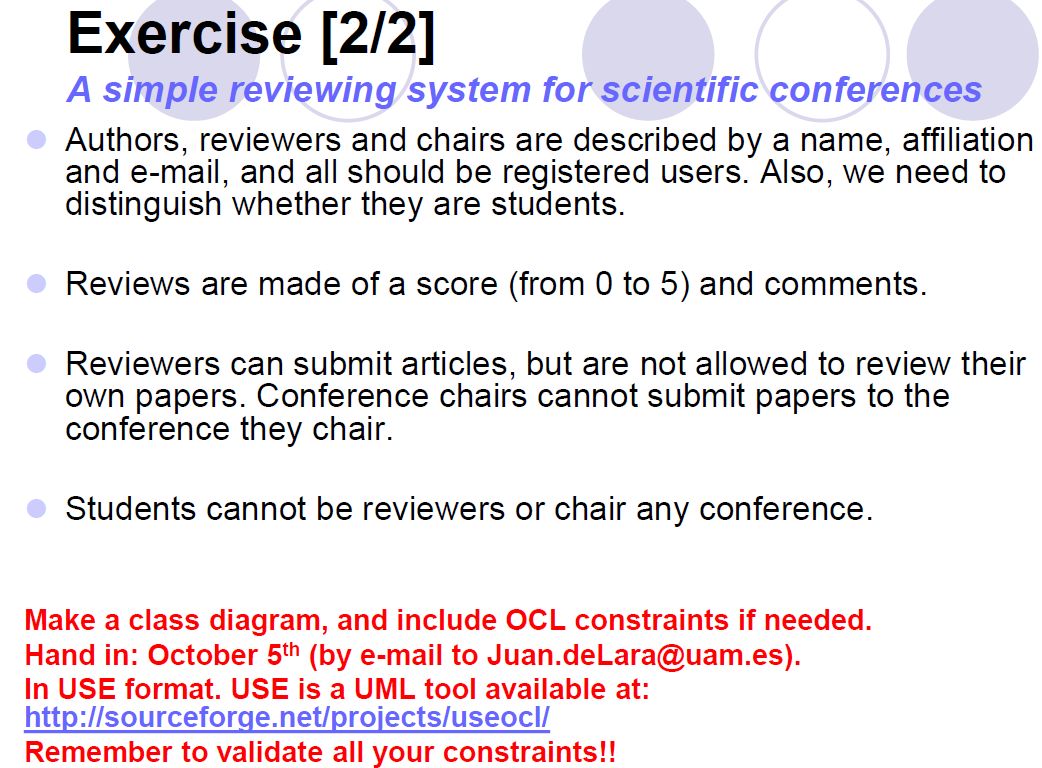 Exercise [2/2]
A simple reviewing system for scientific conferences
Authors, reviewers and chairs are described by a name, affiliation
and e-mail, and all should be registered users. Also, we need to
distinguish whether they are students.
Reviews are made of a score (from 0 to 5) and comments.
Reviewers can submit articles, but are not allowed to review their
own papers. Conference chairs cannot submit papers to the
conference they chair.
Students cannot be reviewers or chair any conference.
Make a class diagram, and include OCL constraints if needed.
Hand in: October 5th (by e-mail to Juan.deLara@uam.es).
In USE format. USE is a UML tool available at:
http://sourceforge.net/projects/useocl/
Remember to validate all your constraints!!